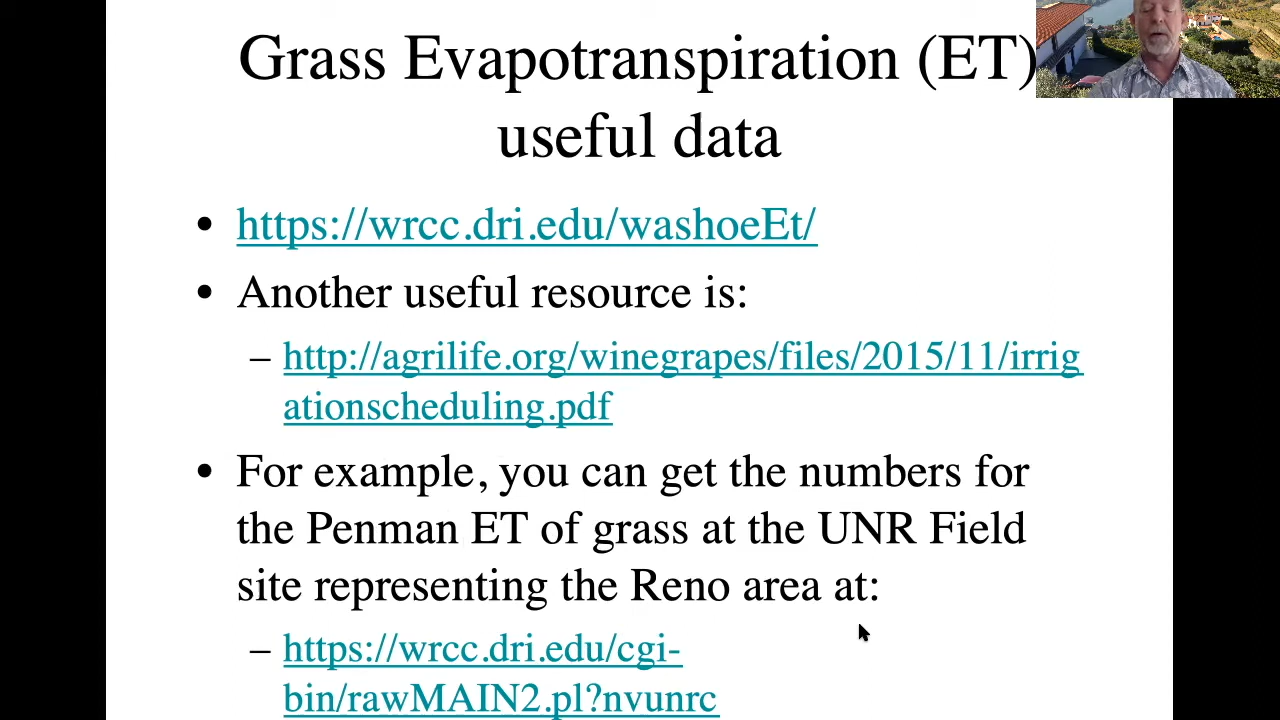 Grass Evapotranspiration (ET)
useful data
• https://wrcc.dri.edu/washoeEt/
• Another useful resource is:
– http://agrilife.org/winegrapes/files/2015/11/irrig
ationscheduling.pdf
• For example, you can get the numbers for
the Penman ET of grass at the UNR Field
site representing the Reno area at:
– https://wrcc.dri.edu/cgi-
bin/rawMAIN2.pl?nvunrc